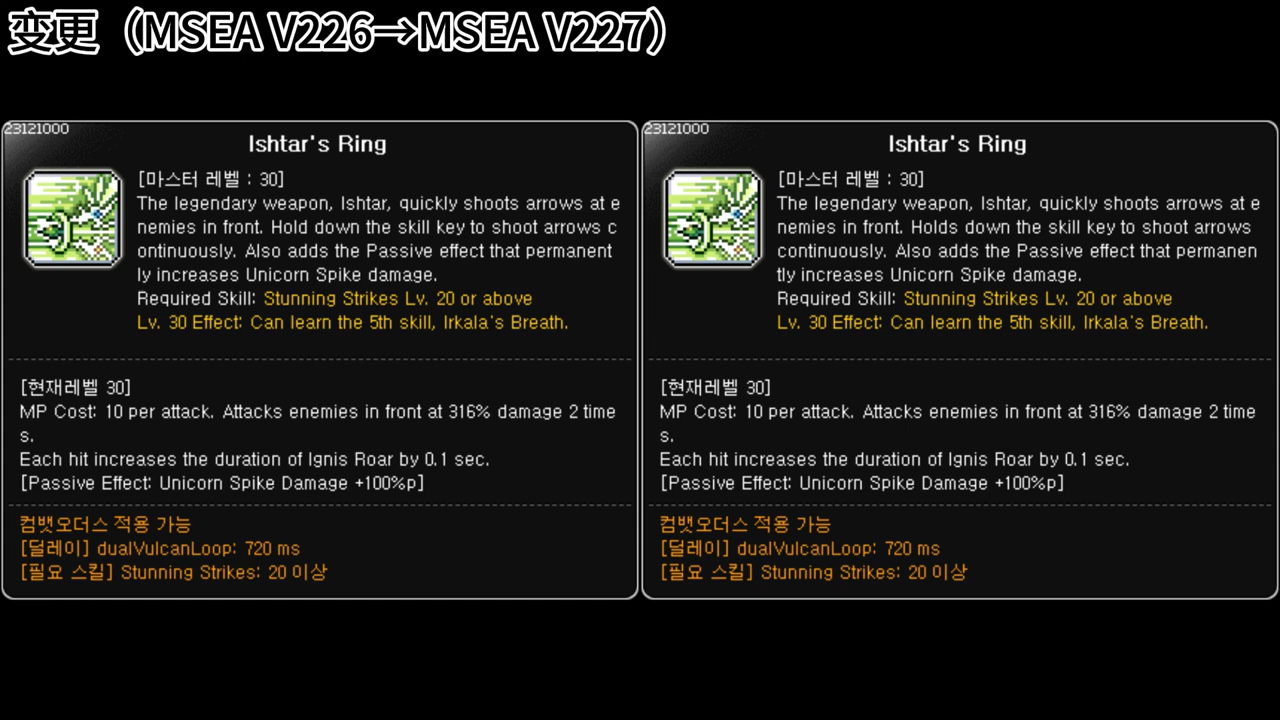 变更（MSEA V226→MSEA V227）
23121000
Ishtar's Ring
[마스터 레벨 : 30]
The legendary weapon, Ishtar, quickly shoots arrows at e
nemies in front. Hold down the skill key to shoot arrows c
ontinuously. Also adds the Passive effect that permanent
ly increases Unicorn Spike damage.
Required Skill: Stunning Strikes Lv. 20 or above
Lv. 30 Effect: Can learn the 5th skill, Irkala's Breath.
[현재레벨 30]
MP Cost: 10 per attack. Attacks enemies in front at 316% damage 2 time
s.
Each hit increases the duration of Ignis Roar by 0.1 sec.
[Passive Effect: Unicorn Spike Damage +100%p]
컴뱃오더스 적용 가능
[딜레이] dualVulcanLoop: 720 ms
[필요 스킬] Stunning Strikes: 20 이상
23121000
Ishtar's Ring
[마스터 레벨 : 30]
The legendary weapon, Ishtar, quickly shoots arrows at e
nemies in front. Holds down the skill key to shoot arrows
continuously. Also adds the Passive effect that permanen
tly increases Unicorn Spike damage.
Required Skill: Stunning Strikes Lv. 20 or above
Lv. 30 Effect: Can learn the 5th skill, Irkala's Breath.
[현재레벨 30]
MP Cost: 10 per attack. Attacks enemies in front at 316% damage 2 time
s.
Each hit increases the duration of Ignis Roar by 0.1 sec.
[Passive Effect: Unicorn Spike Damage +100%p]
컴뱃오더스 적용 가능
[딜레이] dualVulcanLoop: 720 ms
[필요 스킬] Stunning Strikes: 20 이상